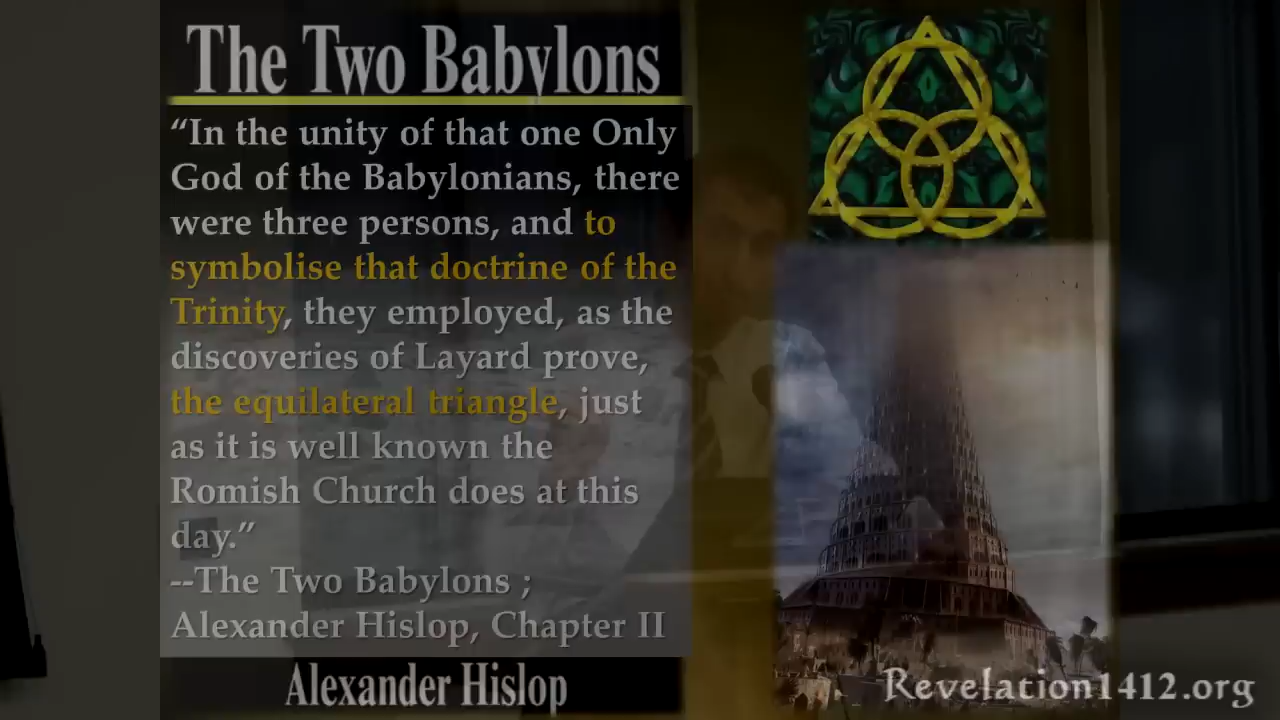 The Two Babylons
“In the unity of that one Only
God of the Babylonians, there
were three persons, and to
symbolise that doctrine of the
Trinity, they employed, as the
discoveries of Layard prove,
the equilateral triangle, just
as it is well known the
Romish Church does at this
day.”
--The Two Babylons ;
Alexander Hislop, Chapter II
Alexander Hislop
Revelation1412.org